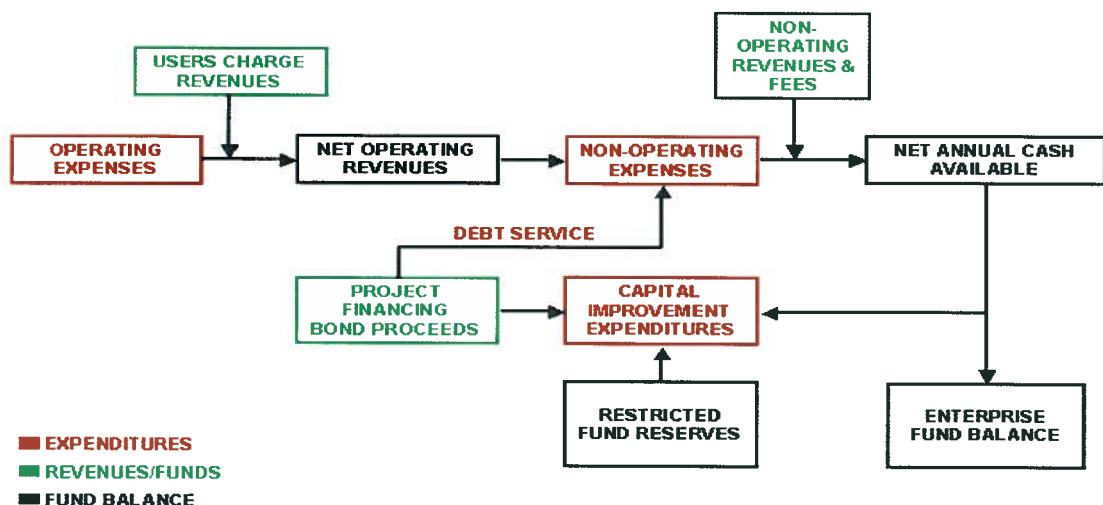 USERS CHARGE
REVENUES
NON-
OPERATING
REVENUES &
FEES
OPERATING
EXPENSES
NET OPERATING
REVENUES
NON-OPERATING
EXPENSES
NET ANNUAL CASH
AVAILABLE
DEBT SERVICE
PROJECT
FINANCING
BOND PROCEEDS
CAPITAL
IMPROVEMENT
EXPENDITURES
RESTRICTED
FUND RESERVES
ENTERPRISE
FUND BALANCE
EXPENDITURES
REVENUES/FUNDS
FUND BALANCE